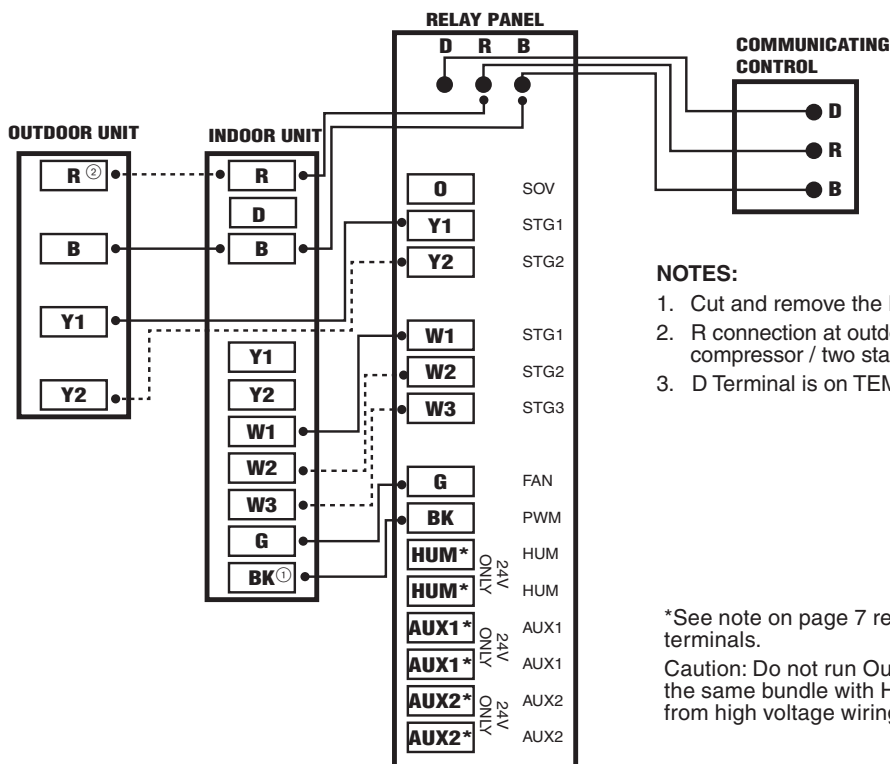 RELAY PANEL
D R B
COMMUNICATING
CONTROL
D
R
B
OUTDOOR UNIT
R ②
B
Y1
Y2
INDOOR UNIT
R
D
B
Y1
Y2
W1
W2
W3
G
BK ①
O SOV
Y1 STG1
Y2 STG2
W1 STG1
W2 STG2
W3 STG3
G FAN
BK PWM
HUM* HUM
HUM* HUM
24V
ONLY
AUX1* AUX1
AUX1* AUX1
24V
ONLY
AUX2* AUX2
AUX2* AUX2
24V
ONLY
NOTES:
1. Cut and remove the
2. R connection at outd
compressor / two sta
3. D Terminal is on TEM
*See note on page 7 re
terminals.
Caution: Do not run Ou
the same bundle with H
from high voltage wiring